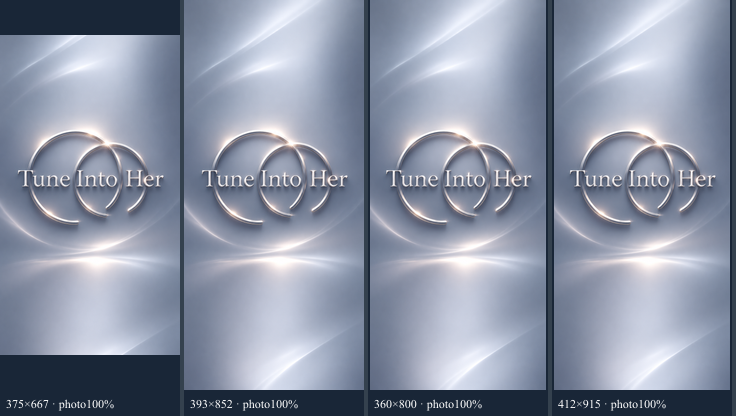 Tune Into Her
Tune Into Her
Tune Into Her
Tune Into Her
375×667 · photo100%
393×852 · photo100%
360×800 · photo100%
412×915 · photo100%